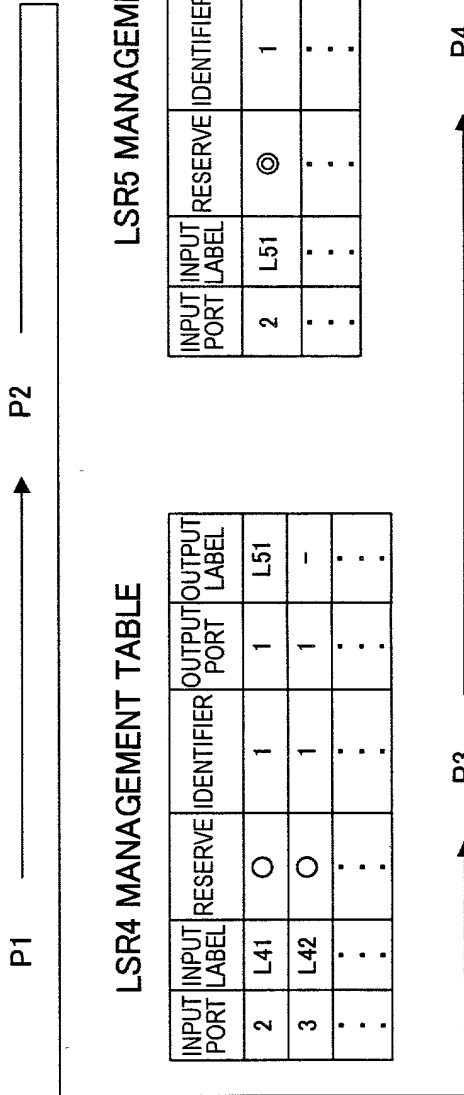 P1 P2
LSR4 MANAGEMENT TABLE
INPUT PORT INPUT LABEL RESERVE IDENTIFIER OUTPUT PORT OUTPUT LABEL
2 L41 ○ 1 1 L51
3 L42 ○ 1 1 -
LSR5
INPUT PORT INPUT LABEL RESERVE IDENTIFIER
2 L51 ◎ 1
P3 P4